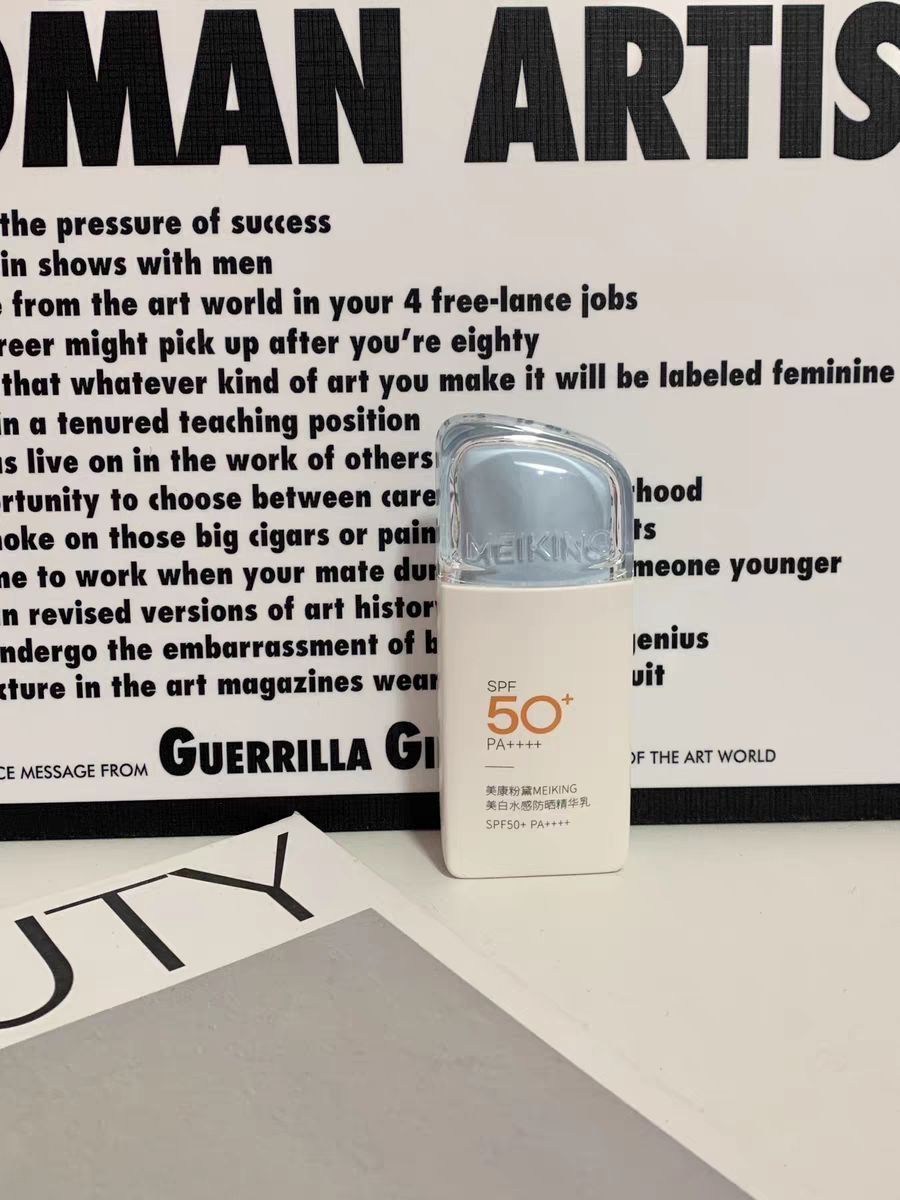 OMAN ARTIS
the pressure of success
in shows with men
from the art world in your 4 free-lance jobs
reer might pick up after you're eighty
that whatever kind of art you make it will be labeled feminine
in a tenured teaching position
as live on in the work of others
ortunity to choose between care hood
moke on those big cigars or pain ts
me to work when your mate dum meone younger
in revised versions of art histor
ndergo the embarrassment of b genius
cture in the art magazines wear uit
CE MESSAGE FROM GUERRILLA GI OF THE ART WORLD
MEIKING
SPF
50+
PA++++
美康粉黛MEIKING
美白水感防晒精华乳
SPF50+ PA++++
UTY